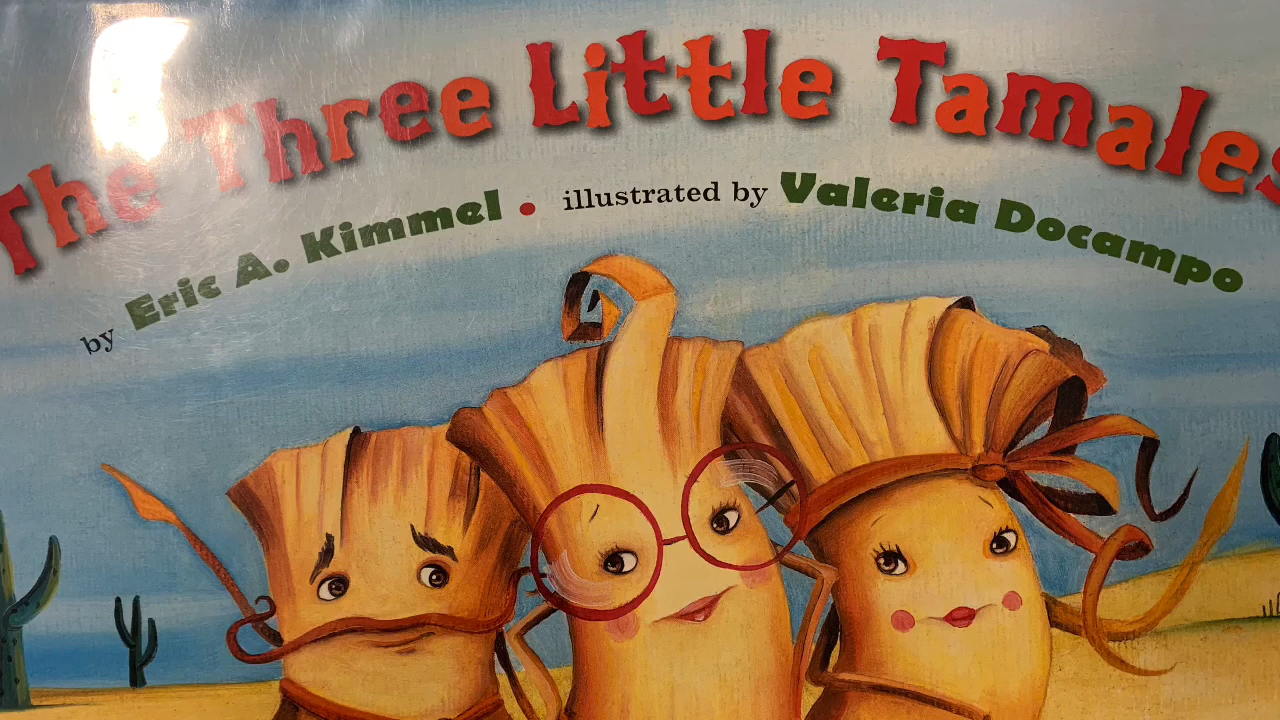 The Three Little Tamales
by Eric A. Kimmel • illustrated by Valeria Docampo